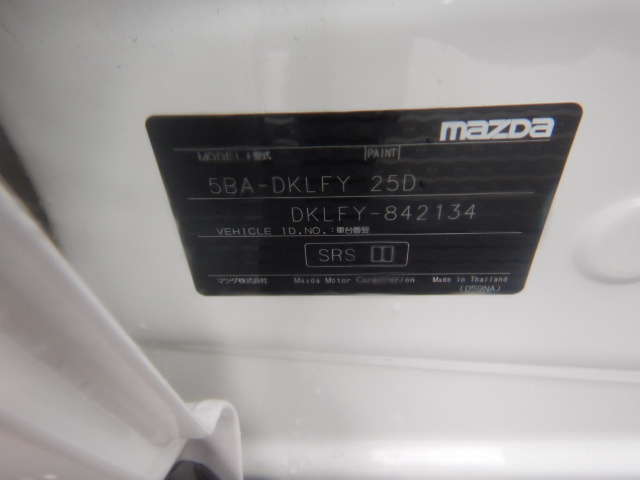 mazda
MODEL:型式 PAINT
5BA-DKLFY 25D
DKLFY-842134
VEHICLE ID.NO.:車台番号
SRS
マツダ株式会社 Mazda Motor Corporation Made in Thailand
(D59NA)